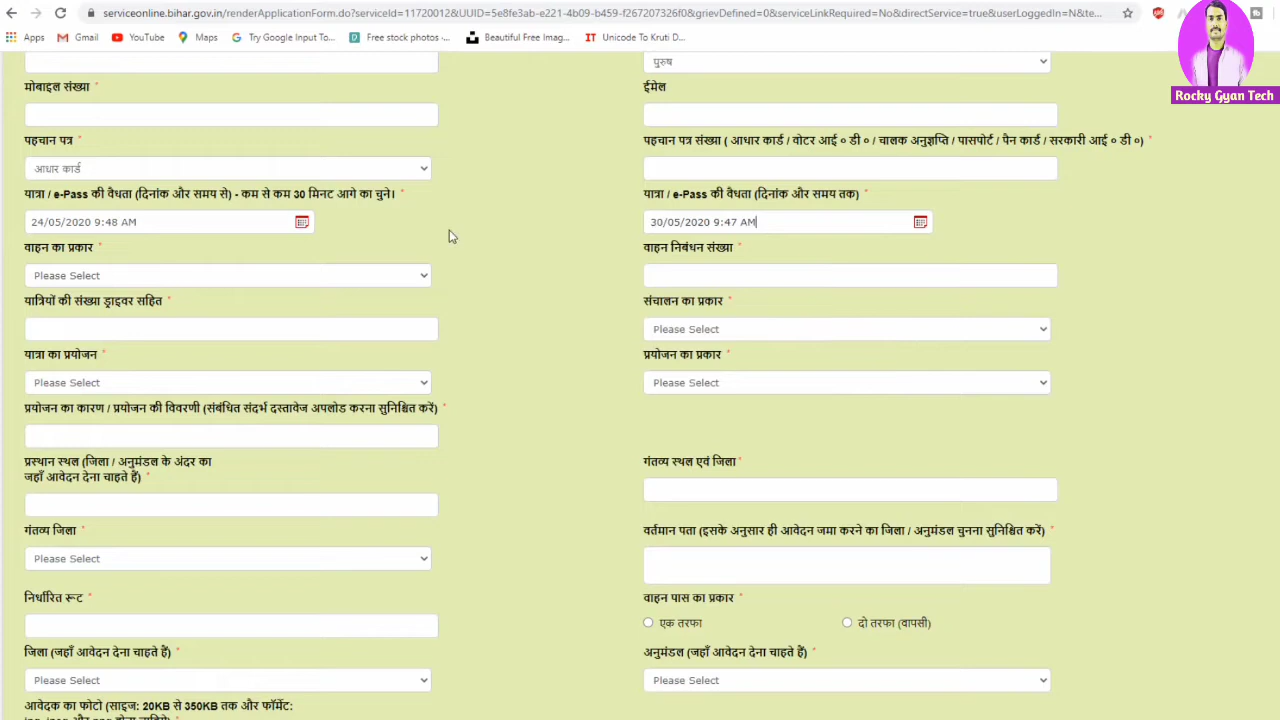 serviceonline.bihar.gov.in/renderApplicationForm.do?serviceId=11720012&UUID=5e8fe3ab-e221-4b09-b459-f267207326f0&grievDefined=0&serviceLinkRequired=No&directService=true&userLoggedIn=N&te...
Apps Gmail YouTube Maps Try Google Input To... Free stock photos -... Beautiful Free Imag... Unicode To Kruti D...
Rocky Gyan Tech
पुरुष
मोबाइल संख्या * ईमेल
पहचान पत्र * पहचान पत्र संख्या ( आधार कार्ड / वोटर आई ० डी ० / चालक अनुज्ञप्ति / पासपोर्ट / पैन कार्ड / सरकारी आई ० डी ०) *
आधार कार्ड
यात्रा / e-Pass की वैधता (दिनांक और समय से) - कम से कम 30 मिनट आगे का चुने। * यात्रा / e-Pass की वैधता (दिनांक और समय तक) *
24/05/2020 9:48 AM 30/05/2020 9:47 AM
वाहन का प्रकार * वाहन निबंधन संख्या *
Please Select
यात्रियों की संख्या ड्राइवर सहित * संचालन का प्रकार *
Please Select
यात्रा का प्रयोजन * प्रयोजन का प्रकार *
Please Select Please Select
प्रयोजन का कारण / प्रयोजन की विवरणी (संबंधित संदर्भ दस्तावेज अपलोड करना सुनिश्चित करें) *
प्रस्थान स्थल (जिला / अनुमंडल के अंदर का गंतव्य स्थल एवं जिला *
जहाँ आवेदन देना चाहते हैं) *
गंतव्य जिला * वर्तमान पता (इसके अनुसार ही आवेदन जमा करने का जिला / अनुमंडल चुनना सुनिश्चित करें) *
Please Select
निर्धारित रूट * वाहन पास का प्रकार *
एक तरफा दो तरफा (वापसी)
जिला (जहाँ आवेदन देना चाहते हैं) * अनुमंडल (जहाँ आवेदन देना चाहते हैं) *
Please Select Please Select
आवेदक का फोटो (साइज: 20KB से 350KB तक और फॉर्मेट: